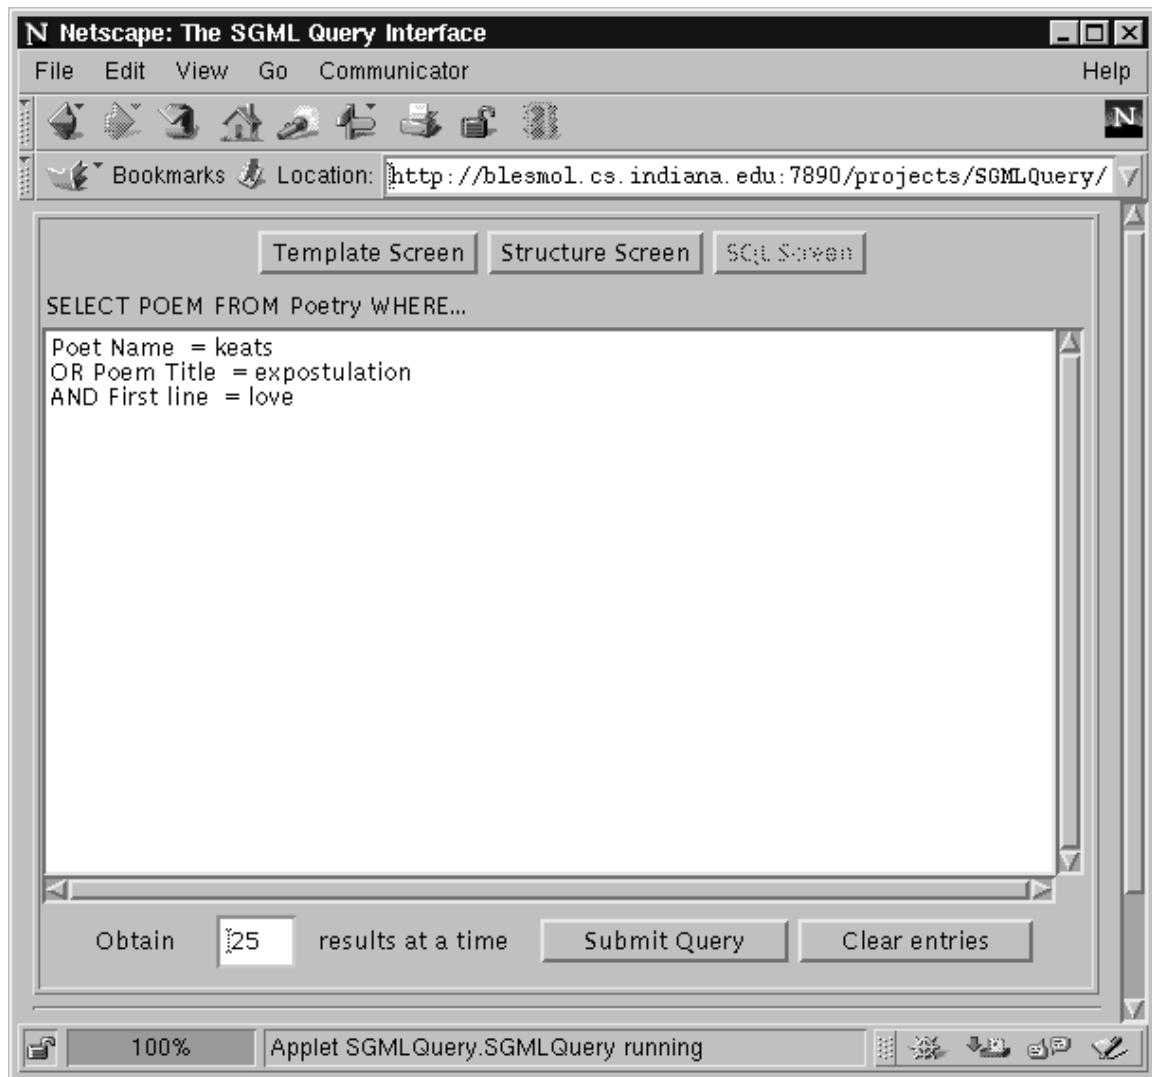 N Netscape: The SGML Query Interface
File Edit View Go Communicator Help
N
Bookmarks Location: http://blesmol.cs.indiana.edu:7890/projects/SGMLQuery/
Template Screen Structure Screen SQL Screen
SELECT POEM FROM Poetry WHERE...
Poet Name = keats
OR Poem Title = expostulation
AND First line = love
Obtain 25 results at a time Submit Query Clear entries
100% Applet SGMLQuery.SGMLQuery running